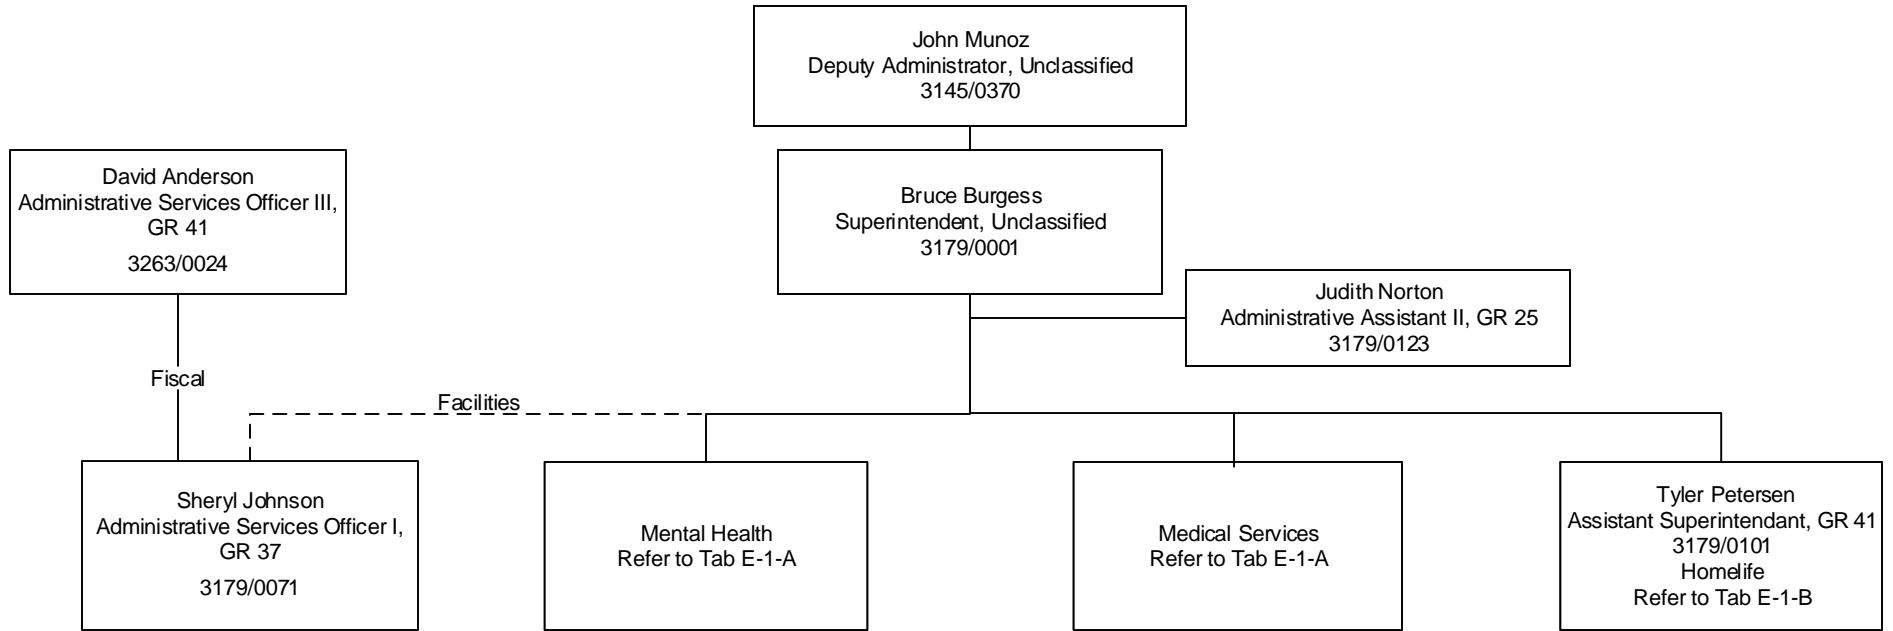 John Munoz
Deputy Administrator, Unclassified
3145/0370
David Anderson
Administrative Services Officer III,
GR 41
3263/0024
Bruce Burgess
Superintendent, Unclassified
3179/0001
Judith Norton
Administrative Assistant II, GR 25
3179/0123
Fiscal
Facilities
Sheryl Johnson
Administrative Services Officer I,
GR 37
3179/0071
Mental Health
Refer to Tab E-1-A
Medical Services
Refer to Tab E-1-A
Tyler Petersen
Assistant Superintendant, GR 41
3179/0101
Homelife
Refer to Tab E-1-B